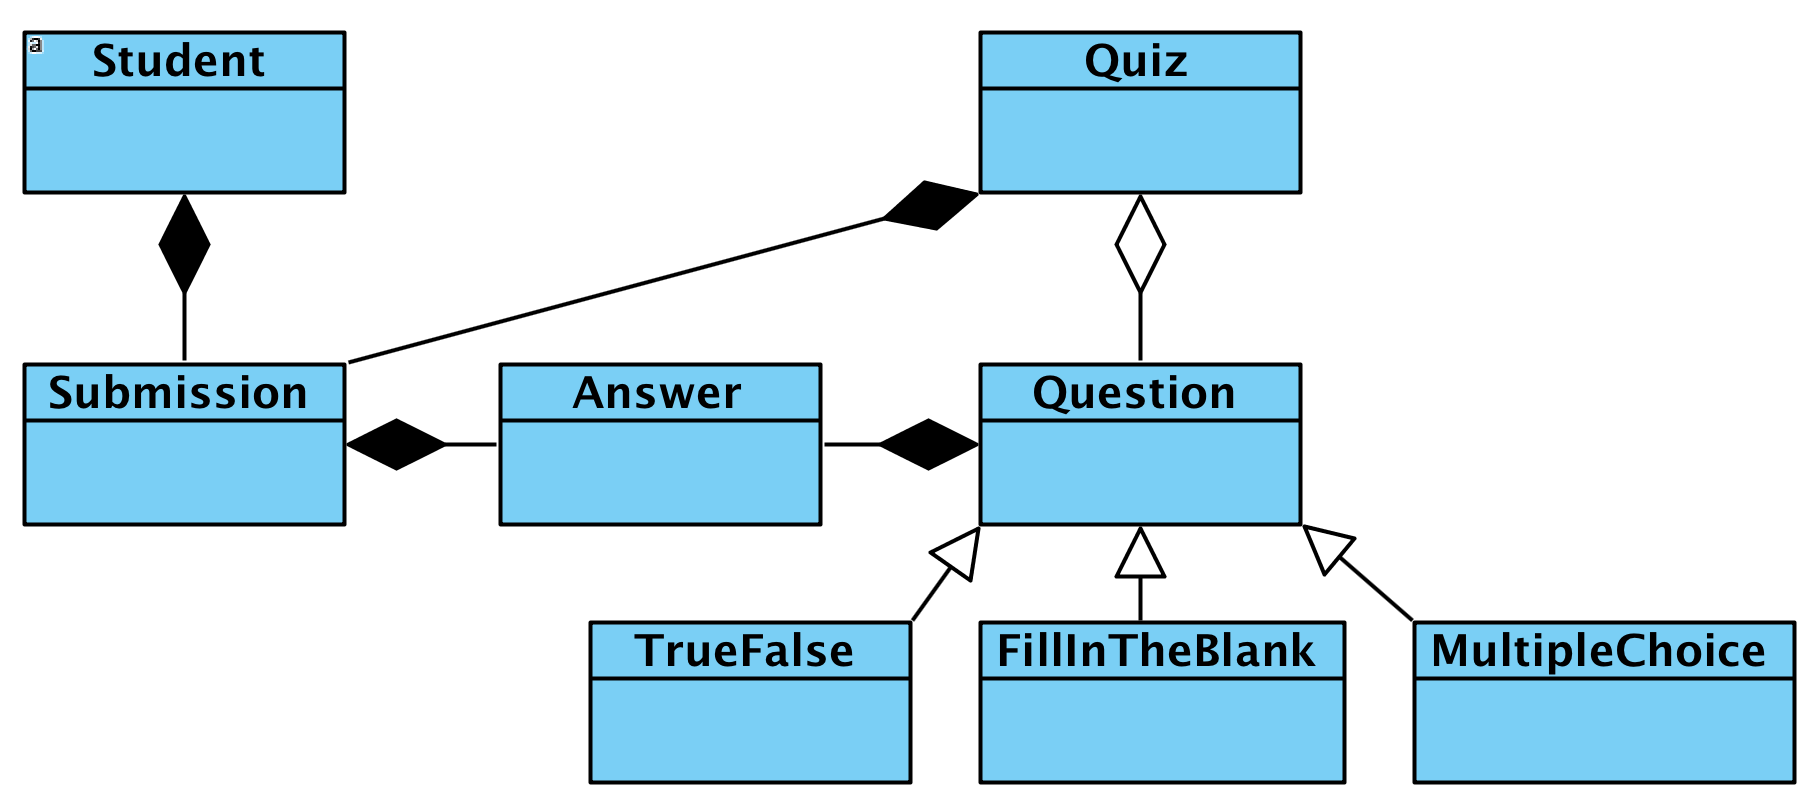 a
Student
Quiz
Submission
Answer
Question
TrueFalse
FillInTheBlank
MultipleChoice